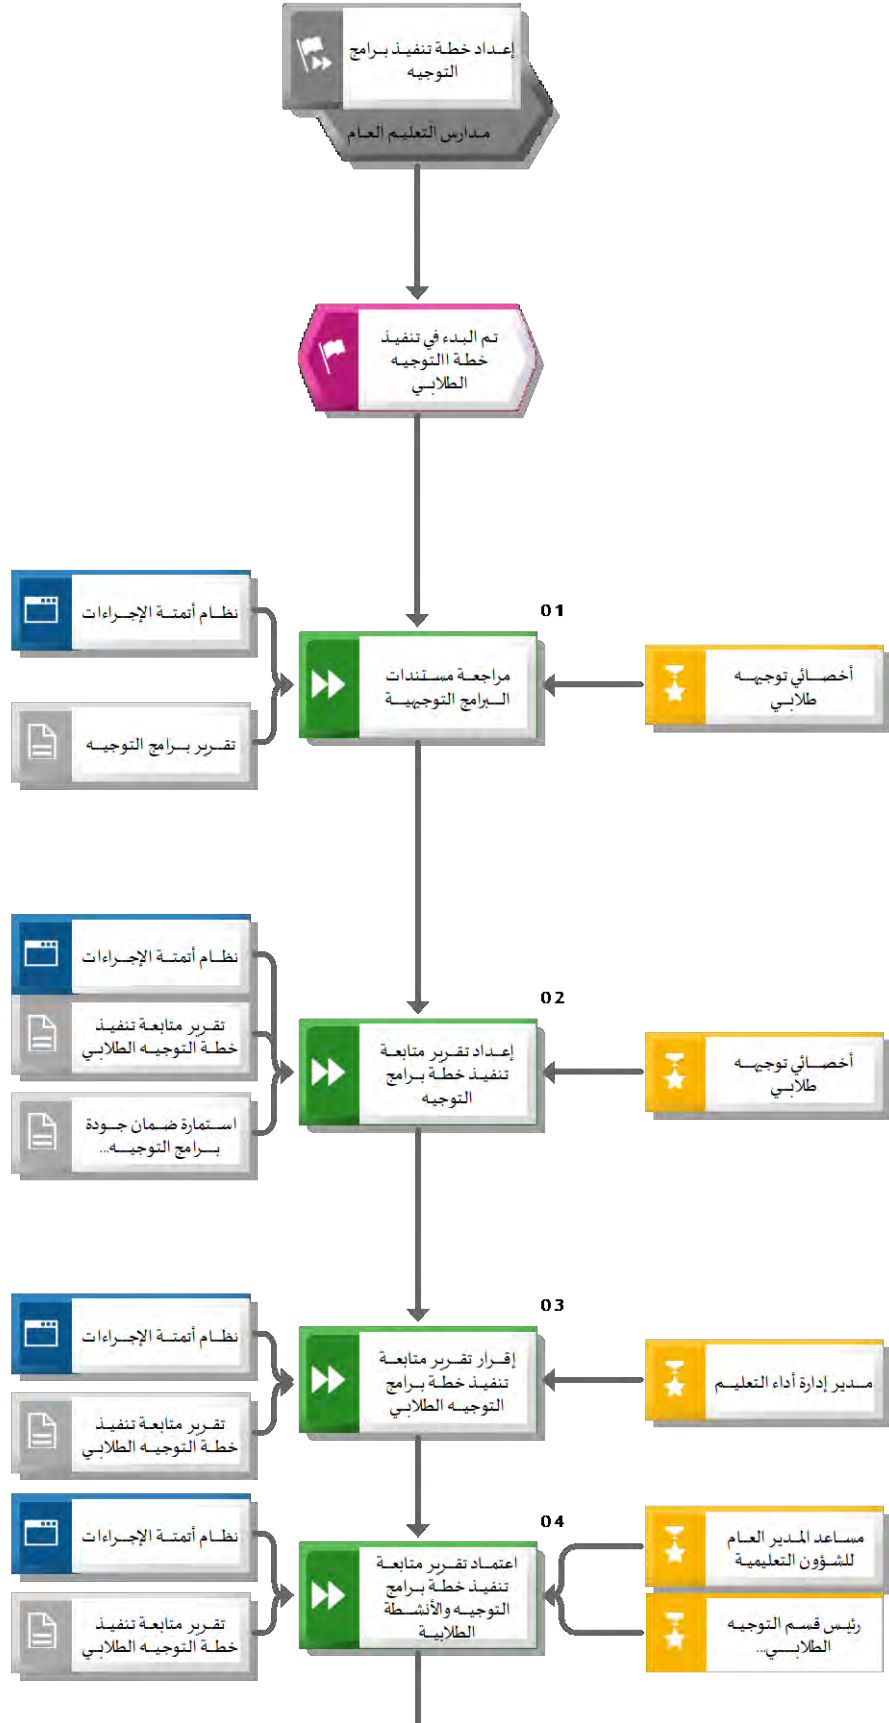 إعداد خطة تنفيذ برامج
التوجيه
مدارس التعليم العام
تم البدء في تنفيذ
خطة االتوجيه
الطلابي
01
نظام أتمتة الإجراءات
مراجعة مستندات
البرامج التوجيهية
أخصائي توجيه
طلابي
تقرير برامج التوجيه
02
نظام أتمتة الإجراءات
تقرير متابعة تنفيذ
خطة التوجيه الطلابي
استمارة ضمان جودة
برامج التوجيه...
إعداد تقرير متابعة
تنفيذ خطة برامج
التوجيه
أخصائي توجيه
طلابي
03
نظام أتمتة الإجراءات
تقرير متابعة تنفيذ
خطة التوجيه الطلابي
إقرار تقرير متابعة
تنفيذ خطة برامج
التوجيه الطلابي
مدير إدارة أداء التعليم
04
نظام أتمتة الإجراءات
تقرير متابعة تنفيذ
خطة التوجيه الطلابي
اعتماد تقرير متابعة
تنفيذ خطة برامج
التوجيه والأنشطة
الطلابية
مساعد المدير العام
للشؤون التعليمية
رئيس قسم التوجيه
الطلابي...